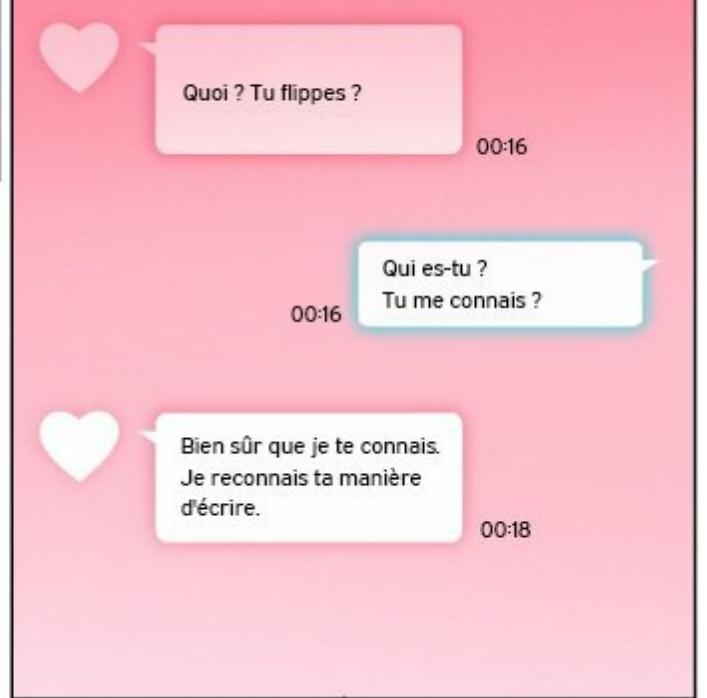 Quoi ? Tu flippes ?
00:16
Qui es-tu ?
Tu me connais ?
00:16
Bien sûr que je te connais.
Je reconnais ta manière
d'écrire.
00:18